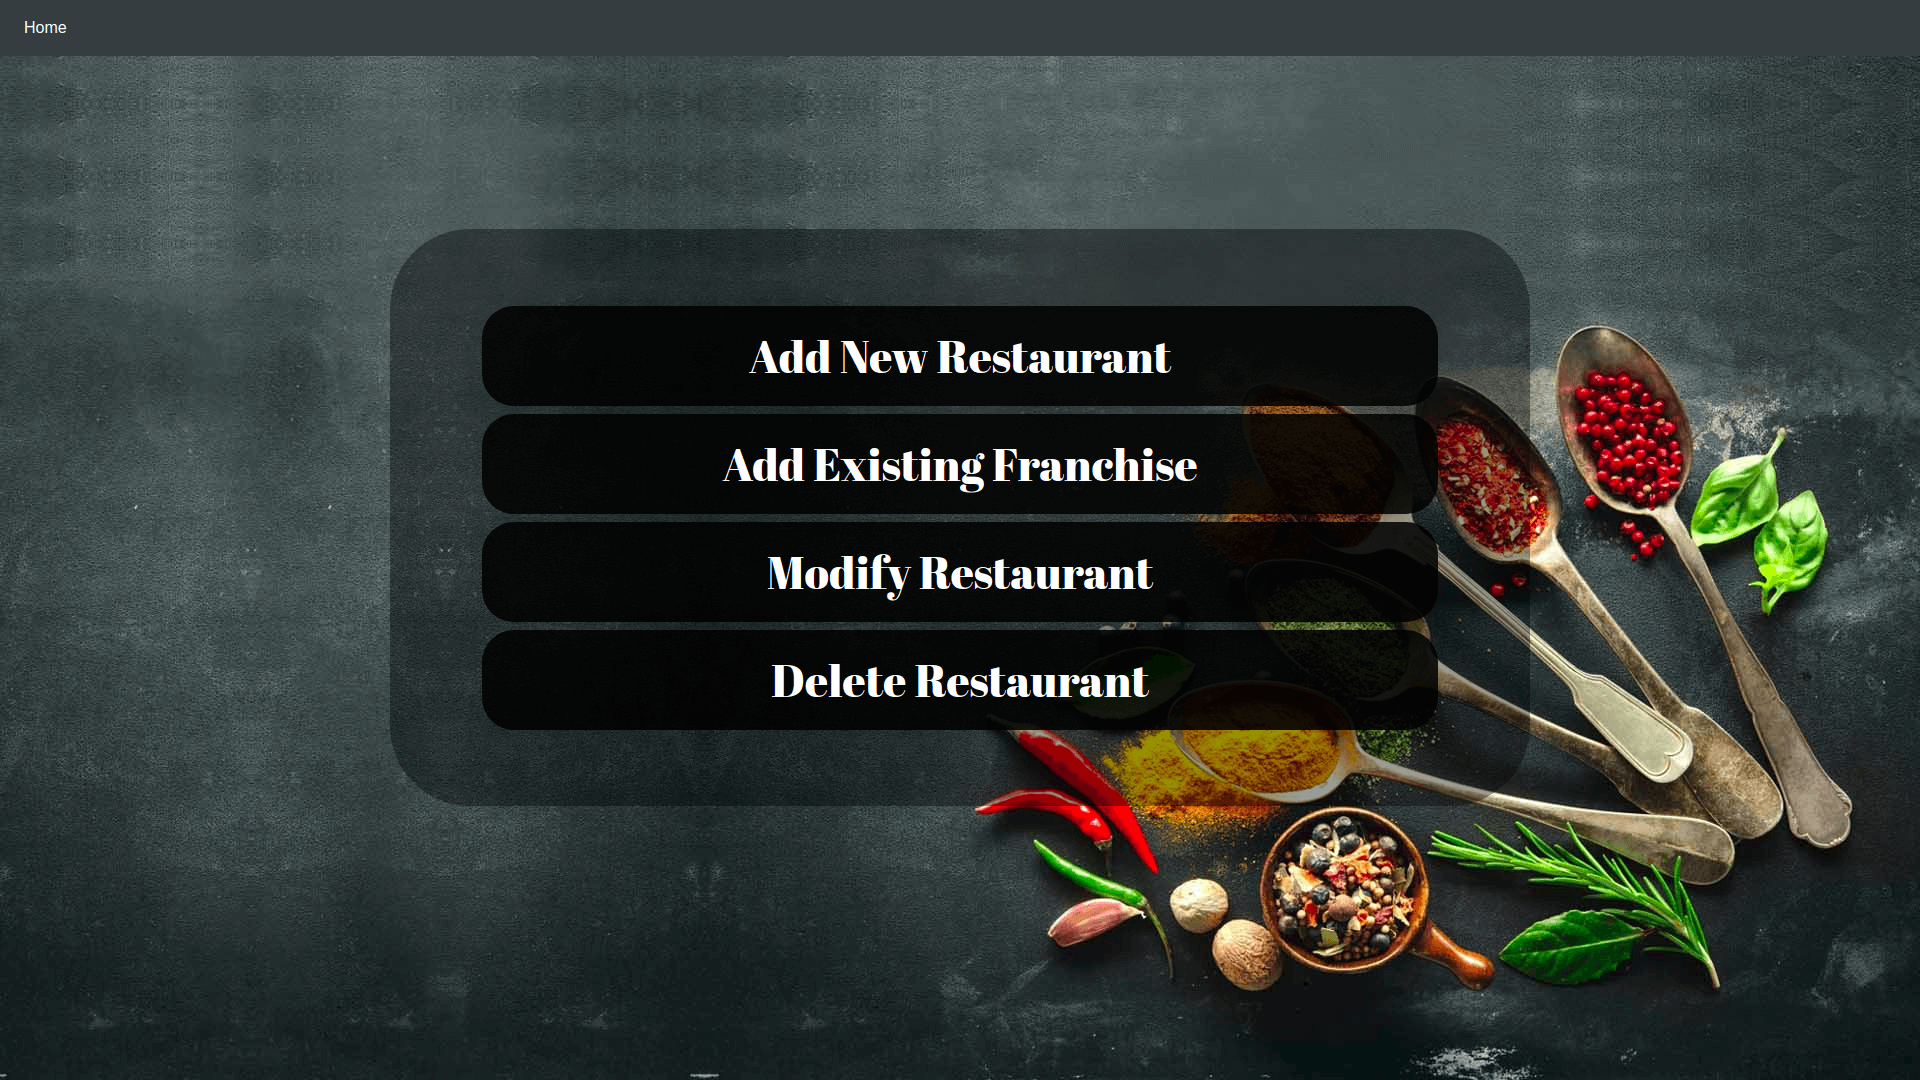 Home
Add New Restaurant
Add Existing Franchise
Modify Restaurant
Delete Restaurant